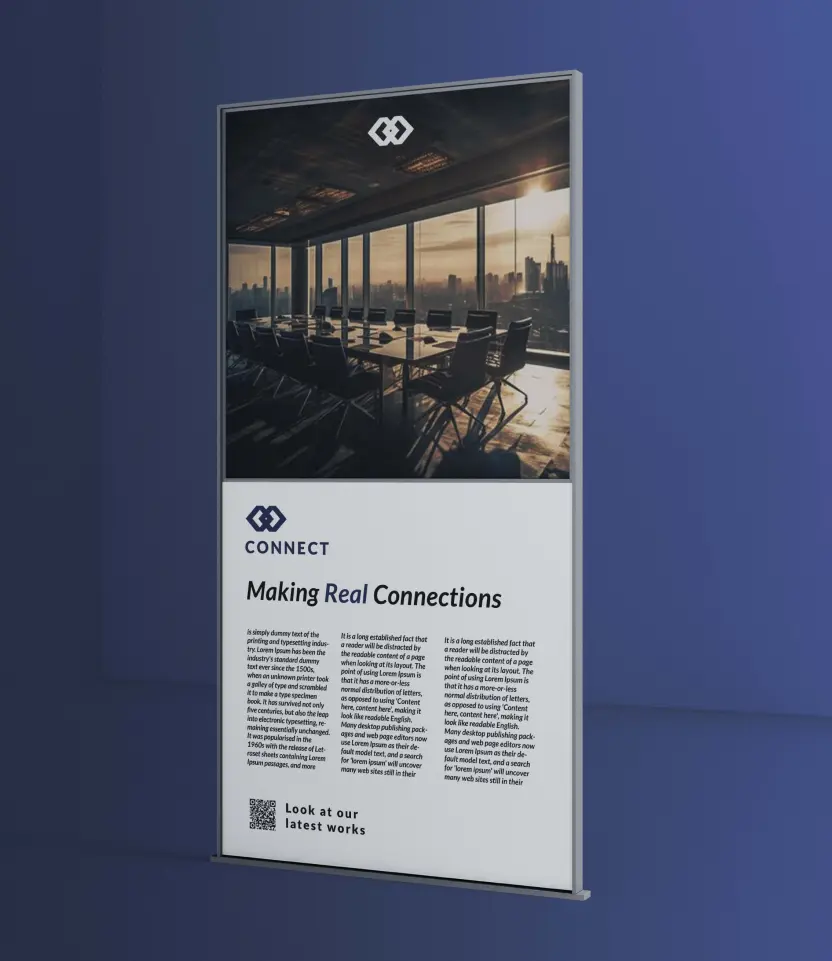 CONNECT
Making Real Connections
is simply dummy text of the
printing and typesetting indus-
try. Lorem Ipsum has been the
industry's standard dummy
text ever since the 1500s,
when an unknown printer took
a galley of type and scrambled
it to make a type specimen
book. It has survived not only
five centuries, but also the leap
into electronic typesetting, re-
maining essentially unchanged.
It was popularised in the
1960s with the release of Let-
raset sheets containing Lorem
Ipsum passages, and more
It is a long established fact that
a reader will be distracted by
the readable content of a page
when looking at its layout. The
point of using Lorem Ipsum is
that it has a more-or-less
normal distribution of letters,
as opposed to using 'Content
here, content here', making it
look like readable English.
Many desktop publishing pack-
ages and web page editors now
use Lorem Ipsum as their de-
fault model text, and a search
for 'lorem ipsum' will uncover
many web sites still in their
It is a long established fact that
a reader will be distracted by
the readable content of a page
when looking at its layout. The
point of using Lorem Ipsum is
that it has a more-or-less
normal distribution of letters,
as opposed to using 'Content
here, content here', making it
look like readable English.
Many desktop publishing pack-
ages and web page editors now
use Lorem Ipsum as their de-
fault model text, and a search
for 'lorem ipsum' will uncover
many web sites still in their
Look at our
latest works